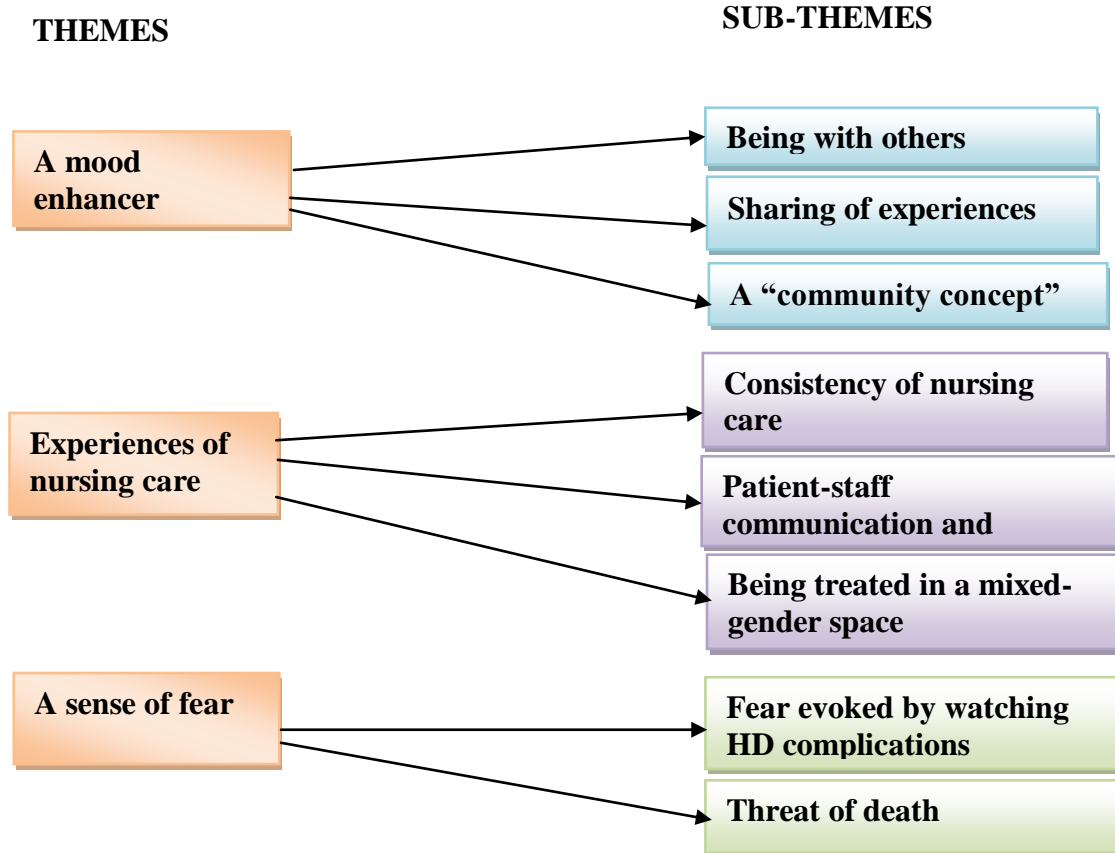 THEMES
SUB-THEMES
A mood
enhancer
Being with others
Sharing of experiences
A “community concept”
Experiences of
nursing care
Consistency of nursing
care
Patient-staff
communication and
Being treated in a mixed-
gender space
A sense of fear
Fear evoked by watching
HD complications
Threat of death